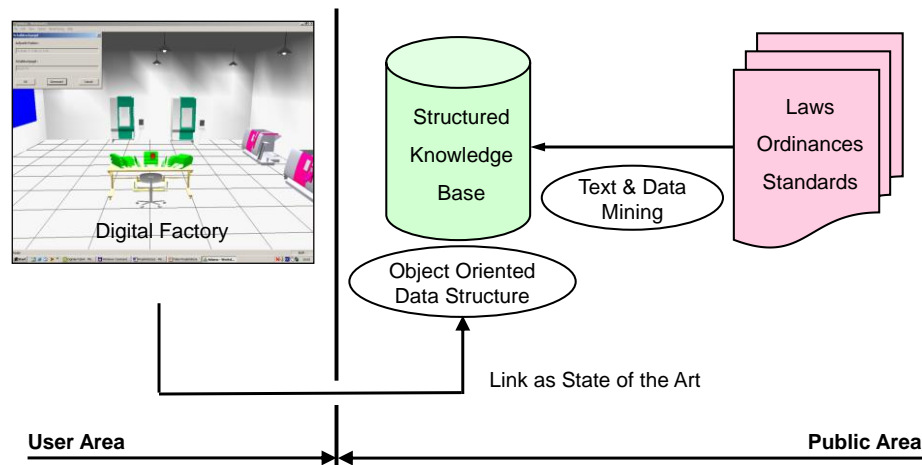 Digital Factory
Structured
Knowledge
Base
Laws
Ordinances
Standards
Text & Data
Mining
Object Oriented
Data Structure
Link as State of the Art
User Area
Public Area